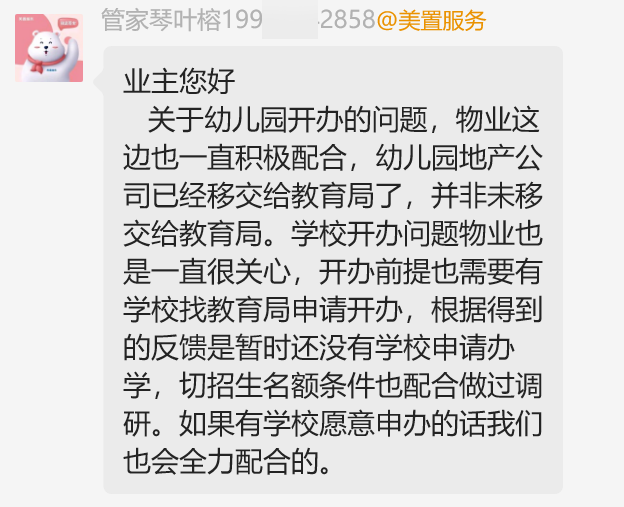 管家琴叶榕199 2858@美置服务
业主您好
关于幼儿园开办的问题，物业这
边也一直积极配合，幼儿园地产公
司已经移交给教育局了，并非未移
交给教育局。学校开办问题物业也
是一直很关心，开办前提也需要有
学校找教育局申请开办，根据得到
的反馈是暂时还没有学校申请办
学，切招生名额条件也配合做过调
研。如果有学校愿意申办的话我们
也会全力配合的。